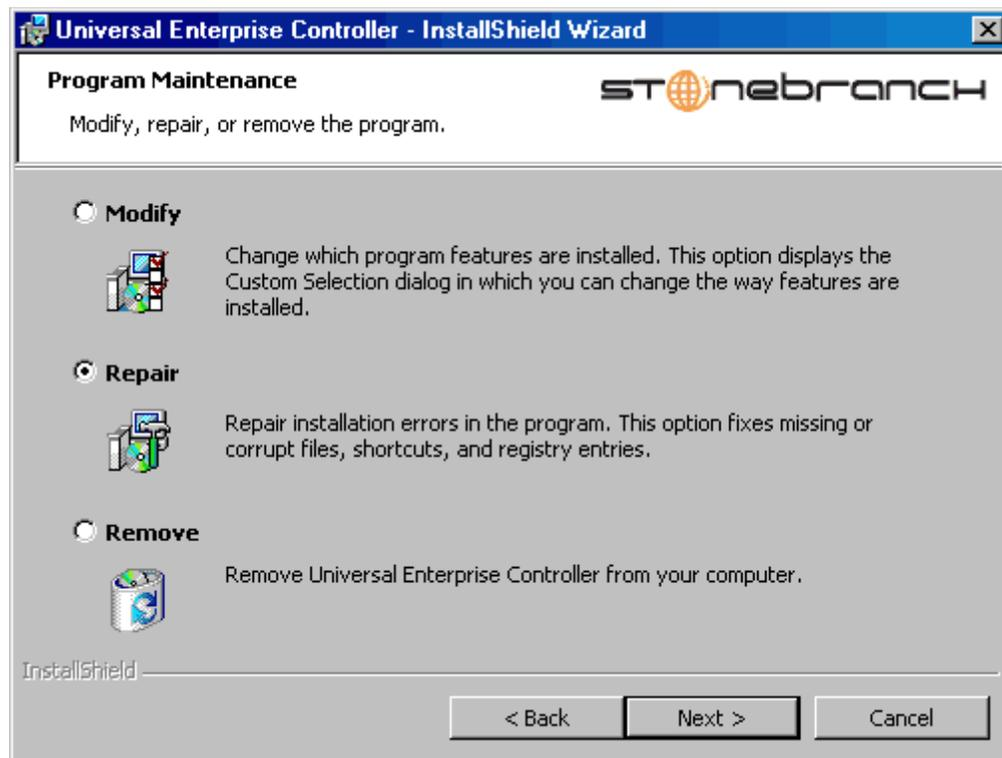 Universal Enterprise Controller - InstallShield Wizard
Program Maintenance
Modify, repair, or remove the program.
STONEBRANCH
Modify
Change which program features are installed. This option displays the
Custom Selection dialog in which you can change the way features are
installed.
Repair
Repair installation errors in the program. This option fixes missing or
corrupt files, shortcuts, and registry entries.
Remove
Remove Universal Enterprise Controller from your computer.
InstallShield
< Back
Next >
Cancel